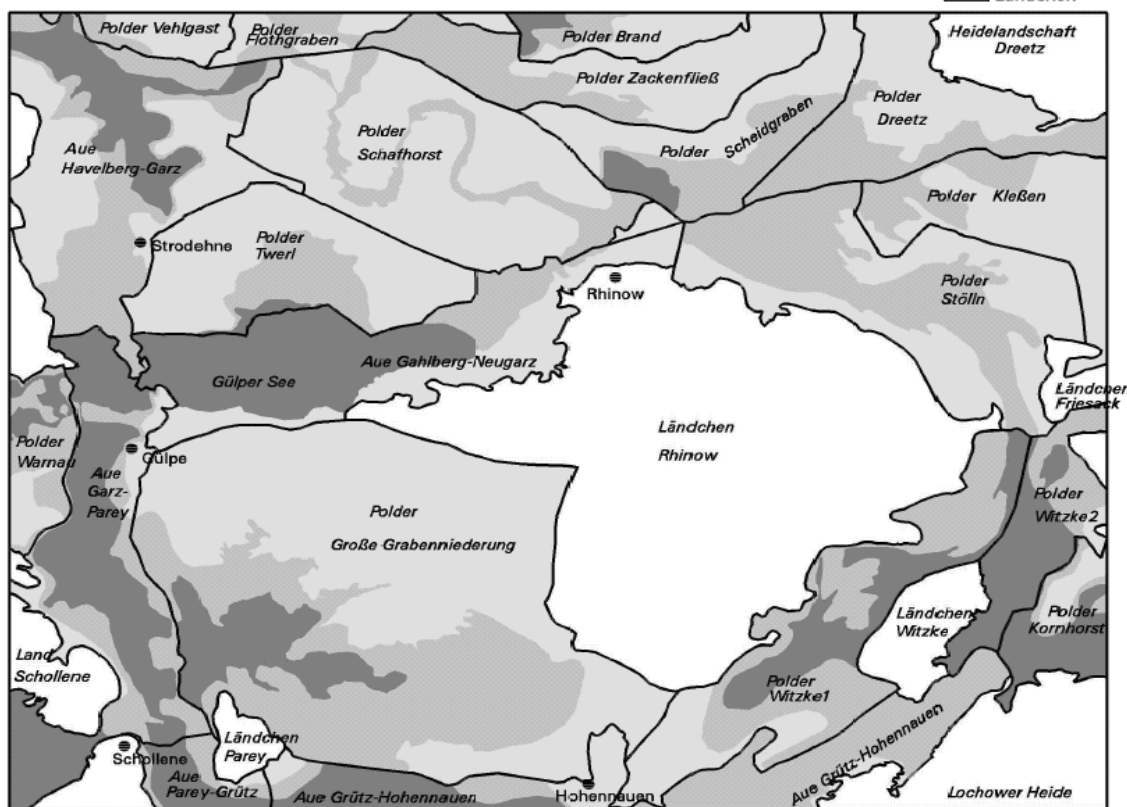 Ländchen
Polder Vehlgast
Polder
Flöthgraben
Polder Brand
Heidelandschaft
Dreetz
Polder Zackenfließ
Polder
Dreetz
Scheidgraben
Polder
Polder
Schafhorst
Aue
Havelberg-Garz
Polder Kleßen
Strodehne
Polder
Twerl
Rhinow
Polder
Stölln
Aue Gahlberg-Neugarz
Gülper See
Ländchen
Friesack
Ländchen
Rhinow
Polder
Warnau
Gülpe
Aue
Garz-
Parey
Polder
Witzke2
Polder
Große Grabenniederung
Ländchen
Witzke
Polder
Kornhorst
Land
Schollene
Polder
Witzke1
Ländchen
Parey
Schollene
Aue
Parey-Grütz
Aue Grütz-Hohennauen
Hohennauen
Aue Grütz-Hohennauen
Lochower Heide